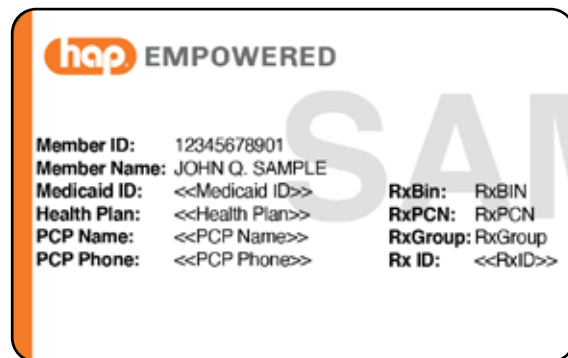 hap. EMPOWERED
SAM
Member ID: 12345678901
Member Name: JOHN Q. SAMPLE
Medicaid ID: <<Medicaid ID>> RxBin: RxBIN
Health Plan: <<Health Plan>> RxPCN: RxPCN
PCP Name: <<PCP Name>> RxGroup: RxGroup
PCP Phone: <<PCP Phone>> Rx ID: <<RxID>>